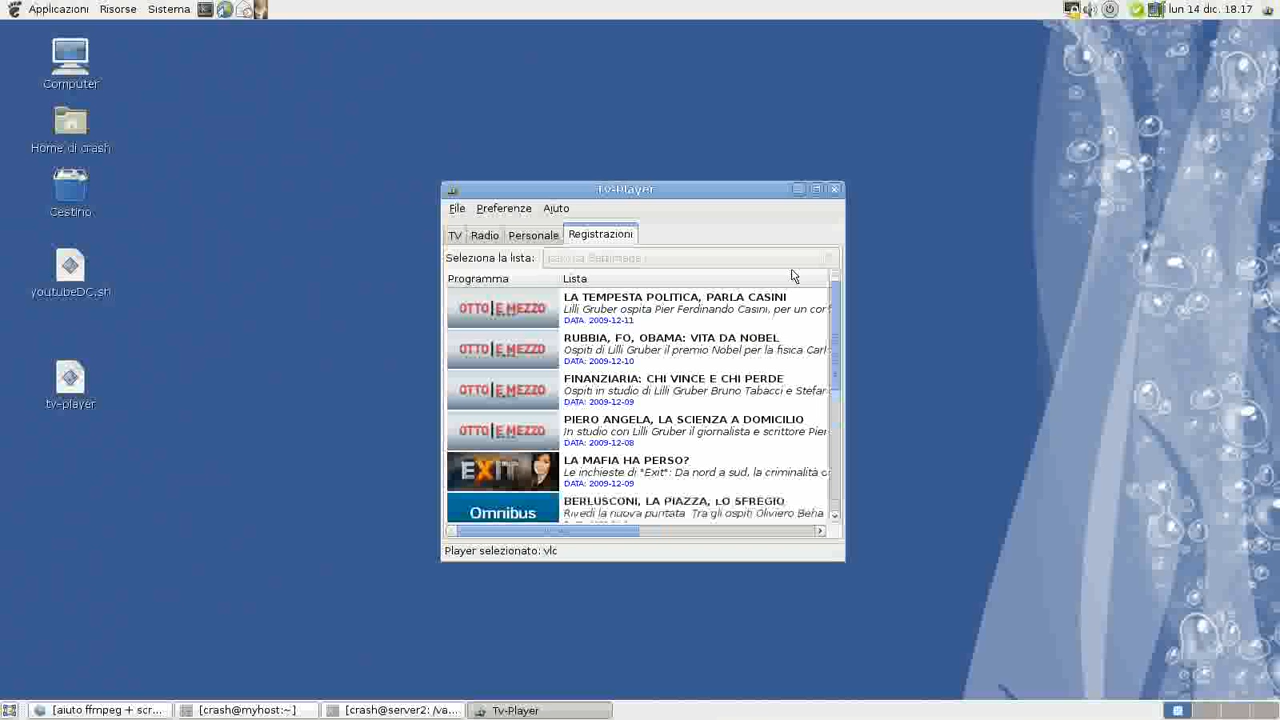 Applicazioni Risorse Sistema
lun 14 dic, 18.17
Computer
Home di crash
Cestino
youtubeDC.sh
tv-player
Tv-Player
File Preferenze Aiuto
TV Radio Personale Registrazioni
Seleziona la lista:
Programma Lista
OTTO E MEZZO
LA TEMPESTA POLITICA, PARLA CASINI
Lilli Gruber ospita Pier Ferdinando Casini, per un
DATA: 2009-12-11
OTTO E MEZZO
RUBBIA, FO, OBAMA: VITA DA NOBEL
Ospiti di Lilli Gruber il premio Nobel per la fisica Carl
DATA: 2009-12-10
OTTO E MEZZO
FINANZIARIA: CHI VINCE E CHI PERDE
Ospiti in studio di Lilli Gruber Bruno Tabacci e Stefan
DATA: 2009-12-09
OTTO E MEZZO
PIERO ANGELA, LA SCIENZA A DOMICILIO
In studio con Lilli Gruber il giornalista e scrittore Pier
DATA: 2009-12-08
EXIT
LA MAFIA HA PERSO?
Le inchieste di "Exit": Da nord a sud, la criminalità
DATA: 2009-12-09
Omnibus
BERLUSCONI, LA PIAZZA, LO SFREGIO
Rivedi la nuova puntata Tra gli ospiti Oliviero Beha
Player selezionato: vlc
[aiuto ffmpeg + scr... [crash@myhost:~] [crash@server2: /va... Tv-Player